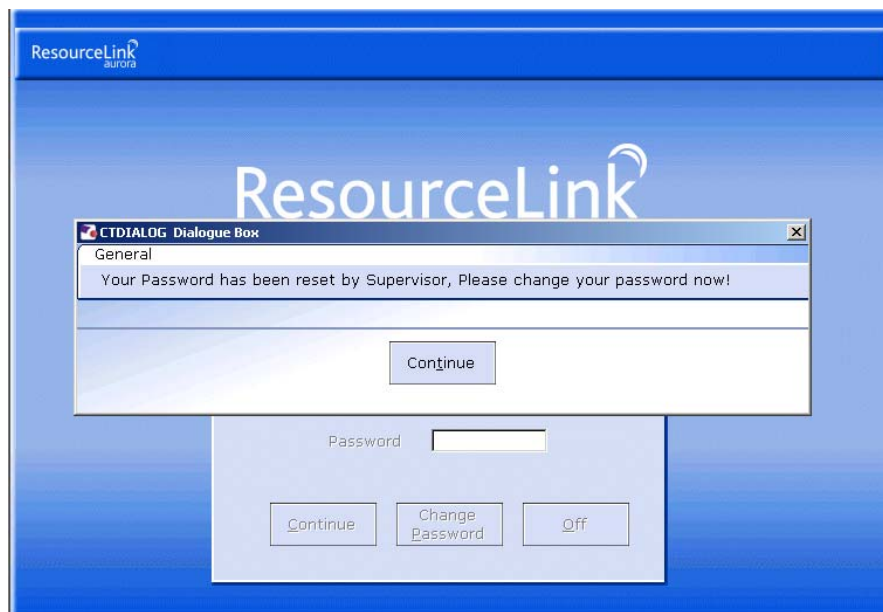 ResourceLink
aurora
ResourceLink
CTDIALOG Dialogue Box
General
Your Password has been reset by Supervisor, Please change your password now!
Continue
Password
Continue
Change
Password
Off